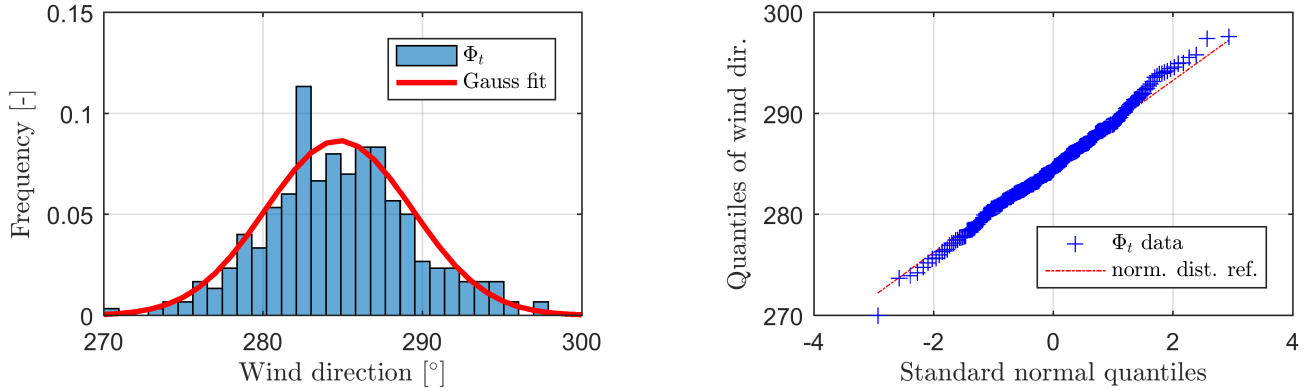 0.15
0.1
0.05
0
Frequency [-]
Φt
Gauss fit
270
280
290
300
Wind direction [°]
300
290
280
270
Quantiles of wind dir.
Φt data
norm. dist. ref.
-4
-2
0
2
4
Standard normal quantiles